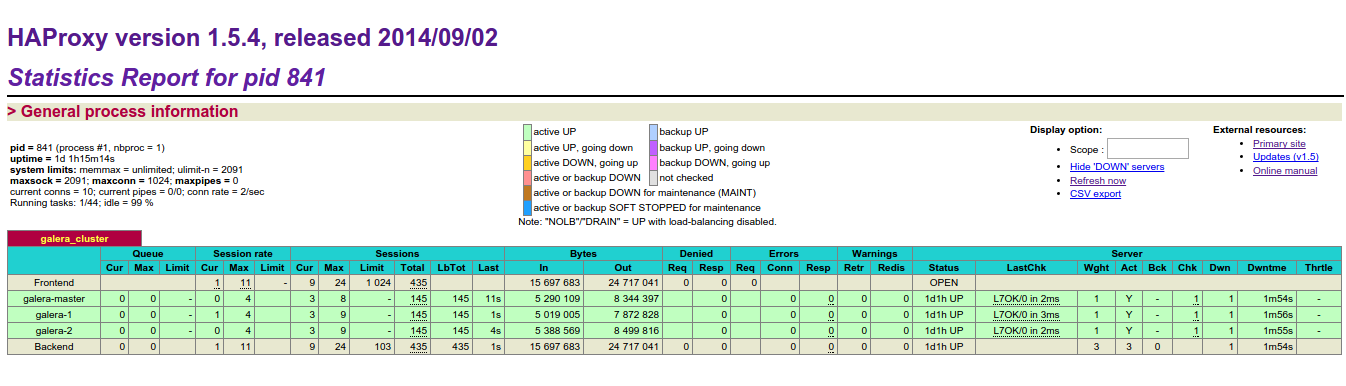 HAProxy version 1.5.4, released 2014/09/02
Statistics Report for pid 841
> General process information
pid = 841 (process #1, nbproc = 1)
uptime = 1d 1h15m14s
system limits: memmax = unlimited; ulimit-n = 2091
maxsock = 2091; maxconn = 1024; maxpipes = 0
current conns = 10; current pipes = 0/0; conn rate = 2/sec
Running tasks: 1/44; idle = 99 %
active UP backup UP
active UP, going down backup UP, going down
active DOWN, going up backup DOWN, going up
active or backup DOWN not checked
active or backup DOWN for maintenance (MAINT)
active or backup SOFT STOPPED for maintenance
Note: "NOLB"/"DRAIN" = UP with load-balancing disabled.
Display option:
• Scope :
• Hide 'DOWN' servers
• Refresh now
• CSV export
External resources:
• Primary site
• Updates (v1.5)
• Online manual
galera_cluster
Queue Session rate Sessions Bytes Denied Errors Warnings Server
Cur Max Limit Cur Max Limit Cur Max Limit Total LbTot Last In Out Req Resp Req Conn Resp Retr Redis Status LastChk Wght Act Bck Chk Dwn Dwntme Thrtle
Frontend 1 11 - 9 24 1 024 435 15 697 683 24 717 041 0 0 0 OPEN
galera-master 0 0 - 0 4 3 8 - 145 145 11s 5 290 109 8 344 397 0 0 0 0 0 1d1h UP L7OK/0 in 2ms 1 Y - 1 1 1m54s -
galera-1 0 0 - 1 4 3 9 - 145 145 1s 5 019 005 7 872 828 0 0 0 0 0 1d1h UP L7OK/0 in 3ms 1 Y - 1 1 1m56s -
galera-2 0 0 - 0 4 3 9 - 145 145 4s 5 388 569 8 499 816 0 0 0 0 0 1d1h UP L7OK/0 in 2ms 1 Y - 1 1 1m55s -
Backend 0 0 1 11 9 24 103 435 435 1s 15 697 683 24 717 041 0 0 0 0 0 0 1d1h UP 3 3 0 1 1m54s